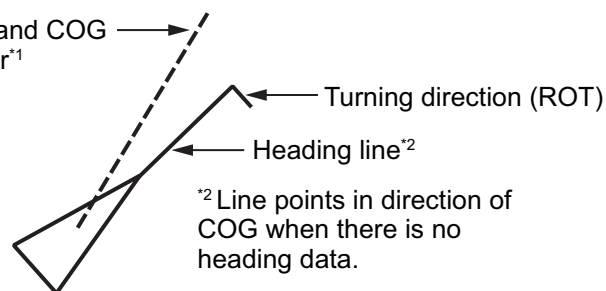 and COG
r*1
Turning direction (ROT)
Heading line*2
*2 Line points in direction of
COG when there is no
heading data.